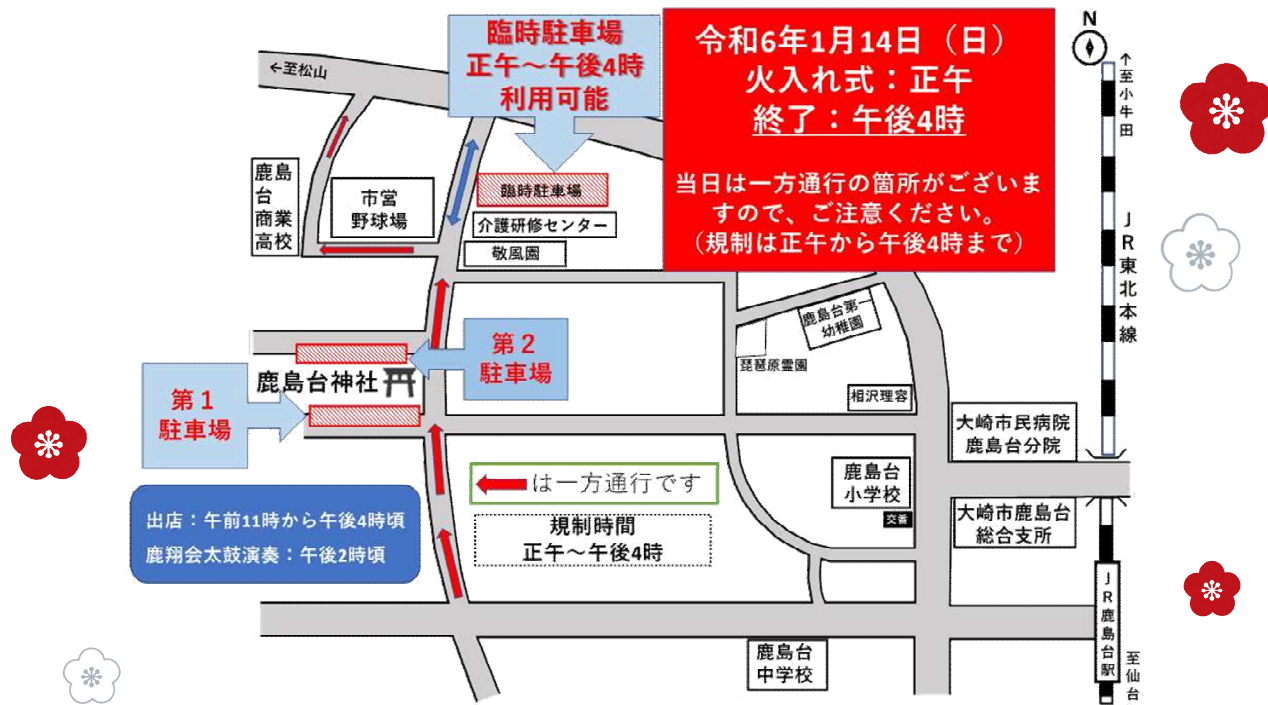 臨時駐車場
正午～午後4時
利用可能
令和6年1月14日（日）
火入れ式：正午
終了：午後4時
当日は一方通行の箇所がございま
すので、ご注意ください。
（規制は正午から午後4時まで）
N
↑至小牛田
JR東北本線
←至松山
鹿島台商業高校
市営
野球場
臨時駐車場
介護研修センター
敬風園
第２
駐車場
鹿島台神社
第１
駐車場
鹿島台第一
幼稚園
琵琶原霊園
相沢理容
大崎市民病院
鹿島台分院
鹿島台
小学校
交番
大崎市鹿島台
総合支所
は一方通行です
規制時間
正午～午後4時
出店：午前11時から午後4時頃
鹿翔会太鼓演奏：午後2時頃
鹿島台
中学校
JR鹿島台駅
至仙台